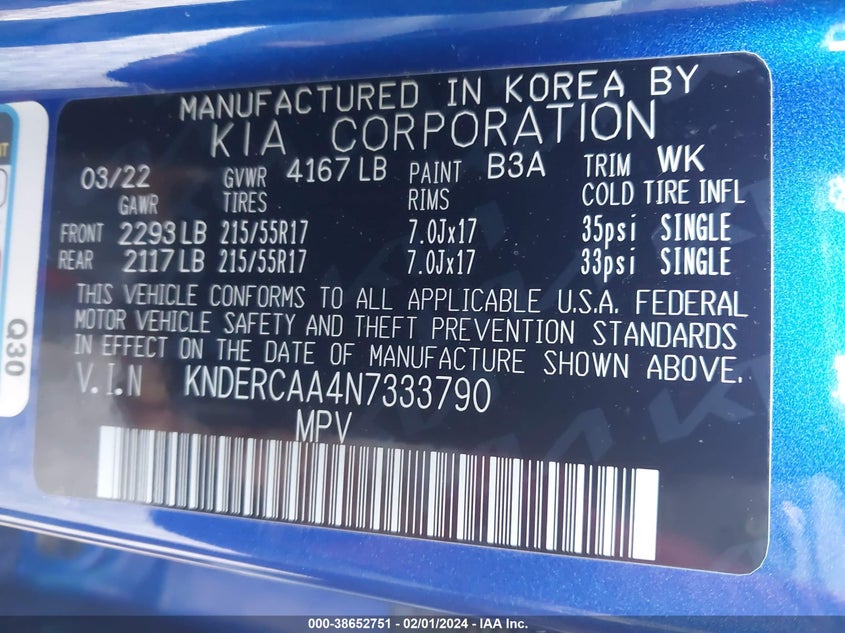 MANUFACTURED IN KOREA BY
KIA CORPORATION
03/22 GVWR 4167 LB PAINT B3A TRIM WK
GAWR TIRES RIMS COLD TIRE INFL
FRONT 2293 LB 215/55R17 7.0Jx17 35psi SINGLE
REAR 2117 LB 215/55R17 7.0Jx17 33psi SINGLE
THIS VEHICLE CONFORMS TO ALL APPLICABLE U.S.A. FEDERAL
MOTOR VEHICLE SAFETY AND THEFT PREVENTION STANDARDS
IN EFFECT ON THE DATE OF MANUFACTURE SHOWN ABOVE.
V.I.N KNDERCAA4N7333790
MPV
Q30
000-38652751 - 02/01/2024 - IAA Inc.